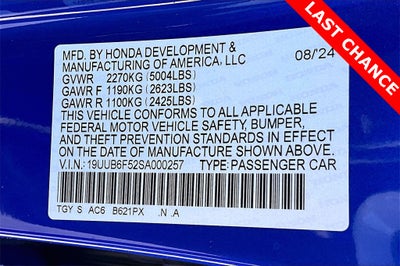 LAST CHANCE
MFD. BY HONDA DEVELOPMENT &
MANUFACTURING OF AMERICA, LLC 08/24
GVWR 2270KG (5004LBS)
GAWR F 1190KG (2623LBS)
GAWR R 1100KG (2425LBS)
THIS VEHICLE CONFORMS TO ALL APPLICABLE
FEDERAL MOTOR VEHICLE SAFETY, BUMPER,
AND THEFT PREVENTION STANDARDS IN EFFECT
ON THE DATE OF MANUFACTURE SHOWN ABOVE.
V.I.N.: 19UUB6F52SA000257 TYPE: PASSENGER CAR
TGY S AC6 B621PX .N .A